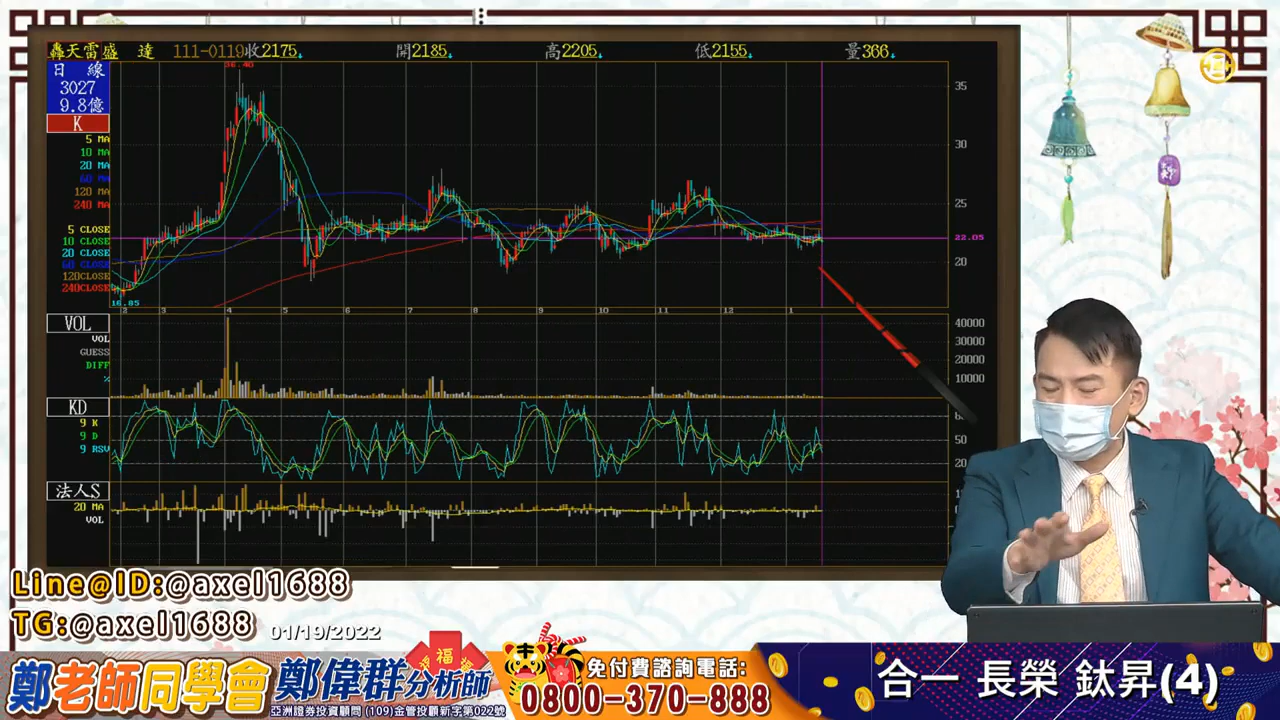 轟天雷盛 達 111-0119收2175↓ 開2185↓ 高2205↓ 低2155↓ 量366↓
日 線
3027
9.8億
K
5 MA
10 MA
20 MA
60 MA
120 MA
240 MA
5 CLOSE
10 CLOSE
20 CLOSE
60 CLOSE
120CLOSE
240CLOSE
36.40
16.85
35
30
25
22.05
20
2 3 4 5 6 7 8 9 10 11 12 1
VOL
VOL
GUESS
DIFF
%
40000
30000
20000
10000
KD
9 K
9 D
9 RSV
50
20
法人S
20 MA
VOL
Line@ID:@axel1688
TG:@axel1688
01/19/2022
鄭老師同學會
鄭偉群分析師
亞洲證券投資顧問 (109)金管投顧新字第022號
福
免付費諮詢電話:
0800-370-888
合一 長榮 鈦昇(4)